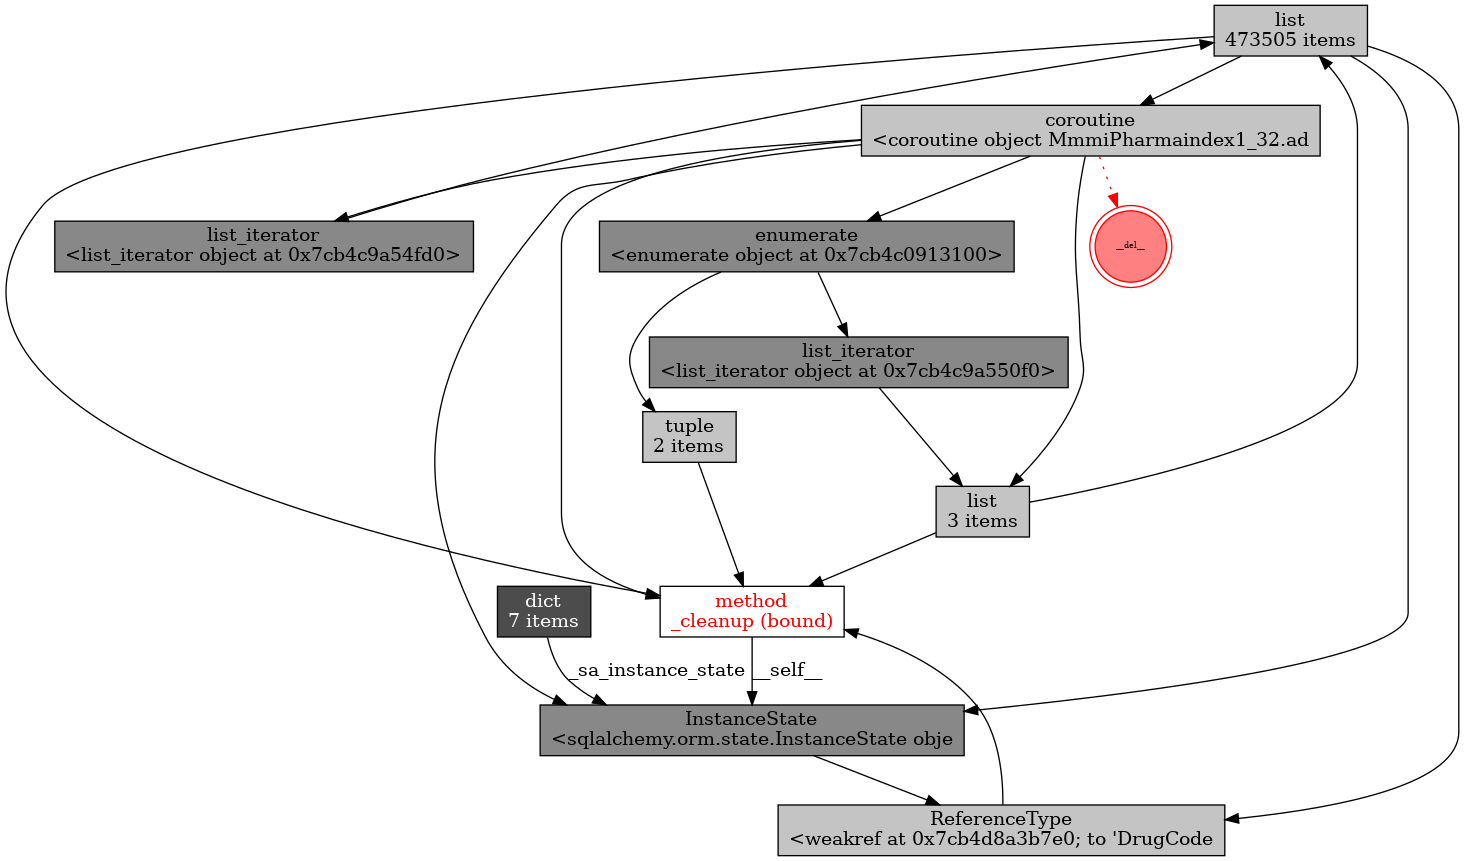 list
473505 items
coroutine
<coroutine object MmmiPharmaindex1_32.ad
list_iterator
<list_iterator object at 0x7cb4c9a54fd0>
enumerate
<enumerate object at 0x7cb4c0913100>
__del__
list_iterator
<list_iterator object at 0x7cb4c9a550f0>
tuple
2 items
list
3 items
dict
7 items
method
_cleanup (bound)
_sa_instance_state
__self__
InstanceState
<sqlalchemy.orm.state.InstanceState obje
ReferenceType
<weakref at 0x7cb4d8a3b7e0; to 'DrugCode